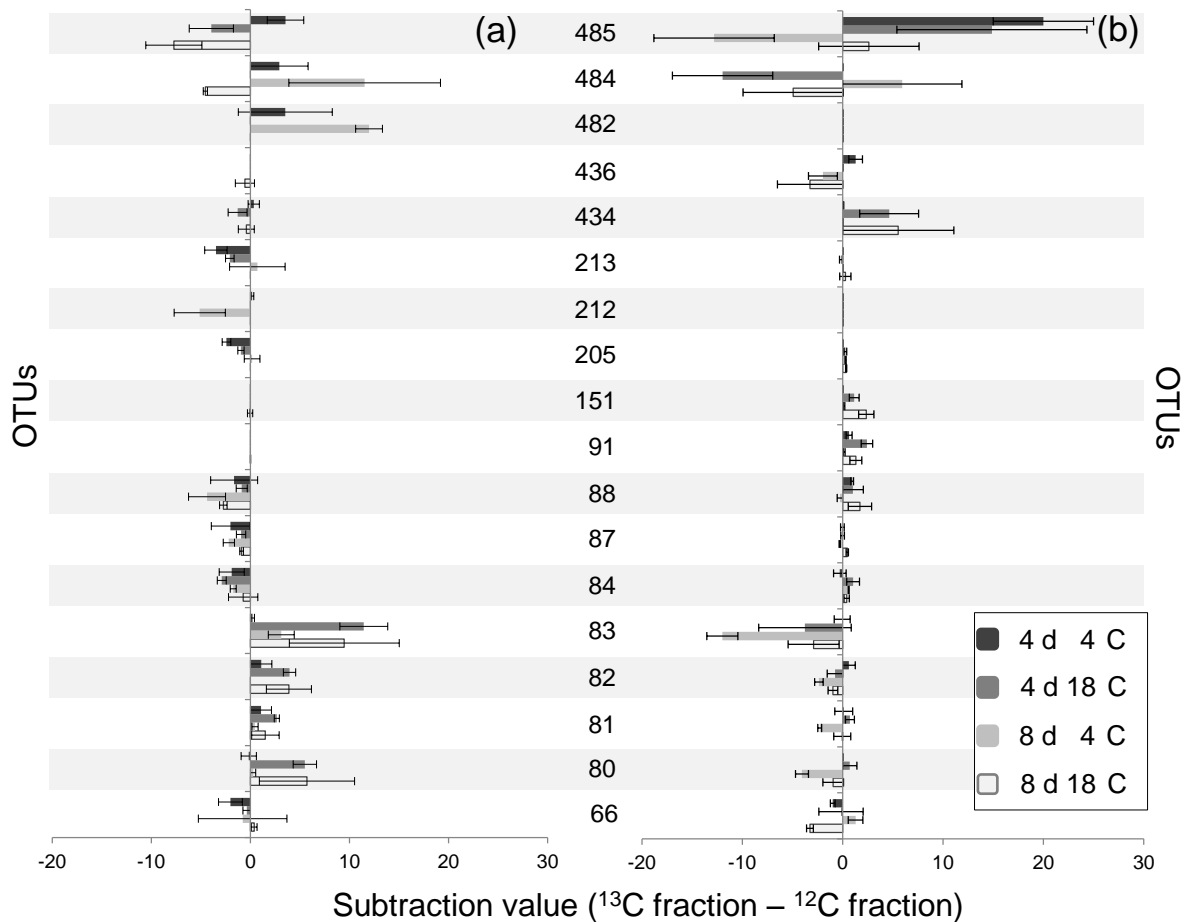 (a)
(b)
485
484
482
436
434
213
212
205
151
91
88
87
84
83
82
81
80
66
OTUs
OTUs
4 d 4 C
4 d 18 C
8 d 4 C
8 d 18 C
-20 -10 0 10 20 30
-20 -10 0 10 20 30
Subtraction value (¹³C fraction – ¹²C fraction)